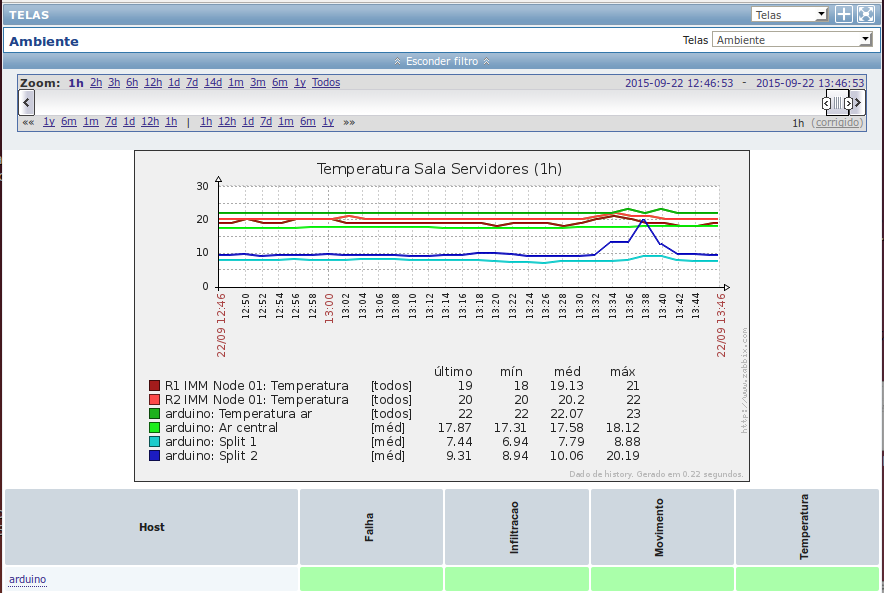 TELAS Telas
Ambiente Telas Ambiente
Esconder filtro
Zoom: 1h 2h 3h 6h 12h 1d 7d 14d 1m 3m 6m 1y Todos 2015-09-22 12:46:53 - 2015-09-22 13:46:53
«« 1y 6m 1m 7d 1d 12h 1h | 1h 12h 1d 7d 1m 6m 1y »» 1h (corrigido)
Temperatura Sala Servidores (1h)
30
20
10
0
22/09 12:46 12:50 12:52 12:54 12:56 12:58 13:00 13:02 13:04 13:06 13:08 13:10 13:12 13:14 13:16 13:18 13:20 13:22 13:24 13:26 13:28 13:30 13:32 13:34 13:36 13:38 13:40 13:42 13:44 22/09 13:46
http://www.zabbix.com
último mín méd máx
R1 IMM Node 01: Temperatura [todos] 19 18 19.13 21
R2 IMM Node 01: Temperatura [todos] 20 20 20.2 22
arduino: Temperatura ar [todos] 22 22 22.07 23
arduino: Ar central [méd] 17.87 17.31 17.58 18.12
arduino: Split 1 [méd] 7.44 6.94 7.79 8.88
arduino: Split 2 [méd] 9.31 8.94 10.06 20.19
Dado de history. Gerado em 0.22 segundos.
Host Falha Infiltracao Movimento Temperatura
arduino